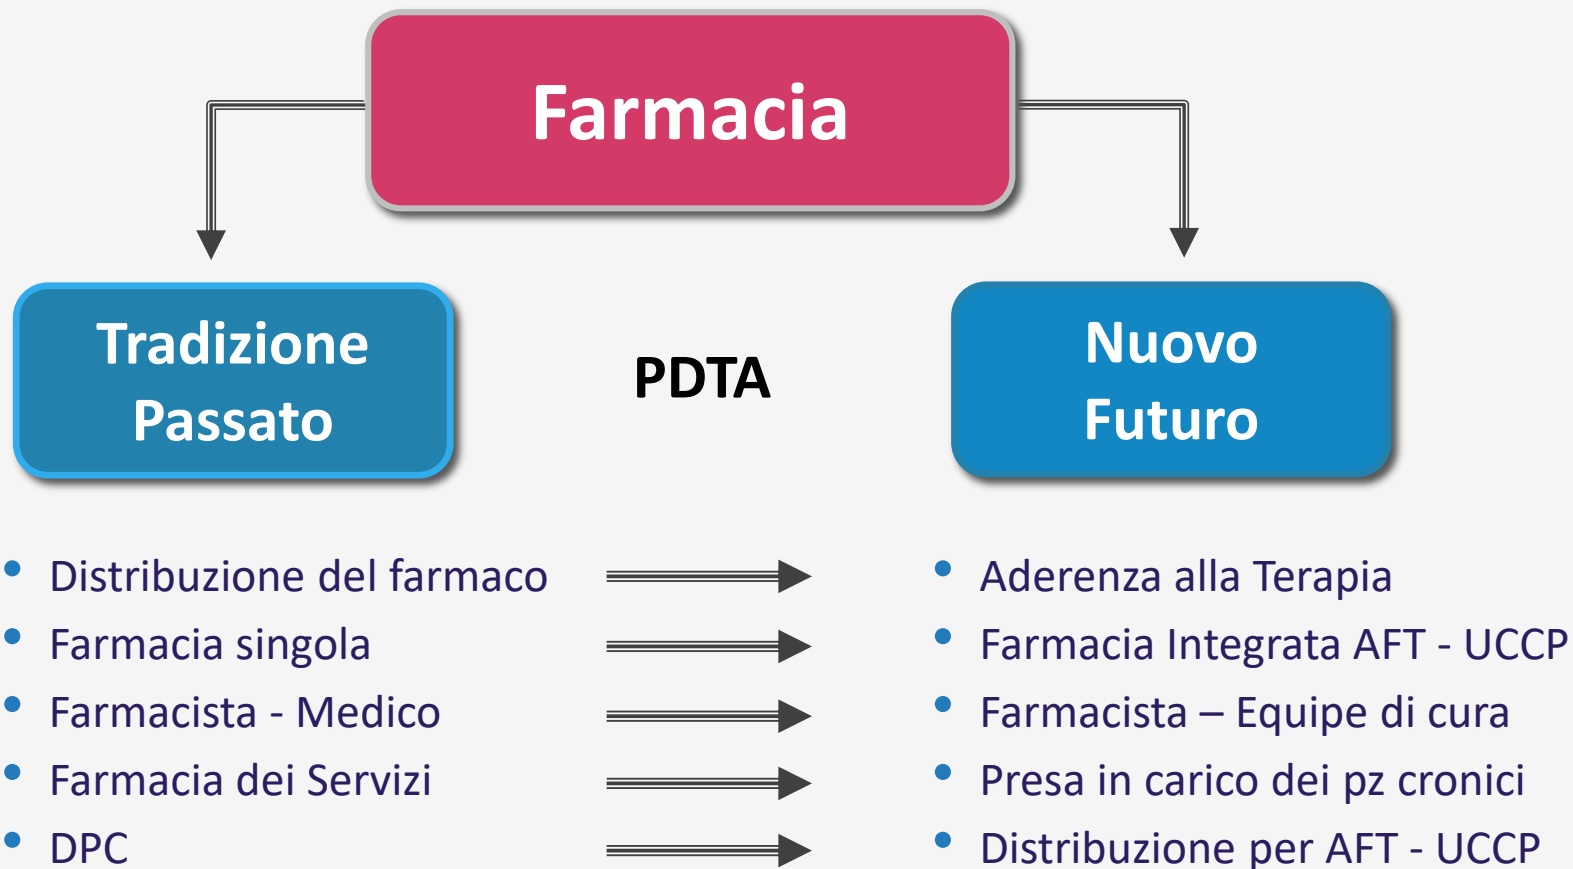 Farmacia
Tradizione
Passato
PDTA
Nuovo
Futuro
• Distribuzione del farmaco
• Aderenza alla Terapia
• Farmacia singola
• Farmacia Integrata AFT - UCCP
• Farmacista - Medico
• Farmacista – Equipe di cura
• Farmacia dei Servizi
• Presa in carico dei pz cronici
• DPC
• Distribuzione per AFT - UCCP